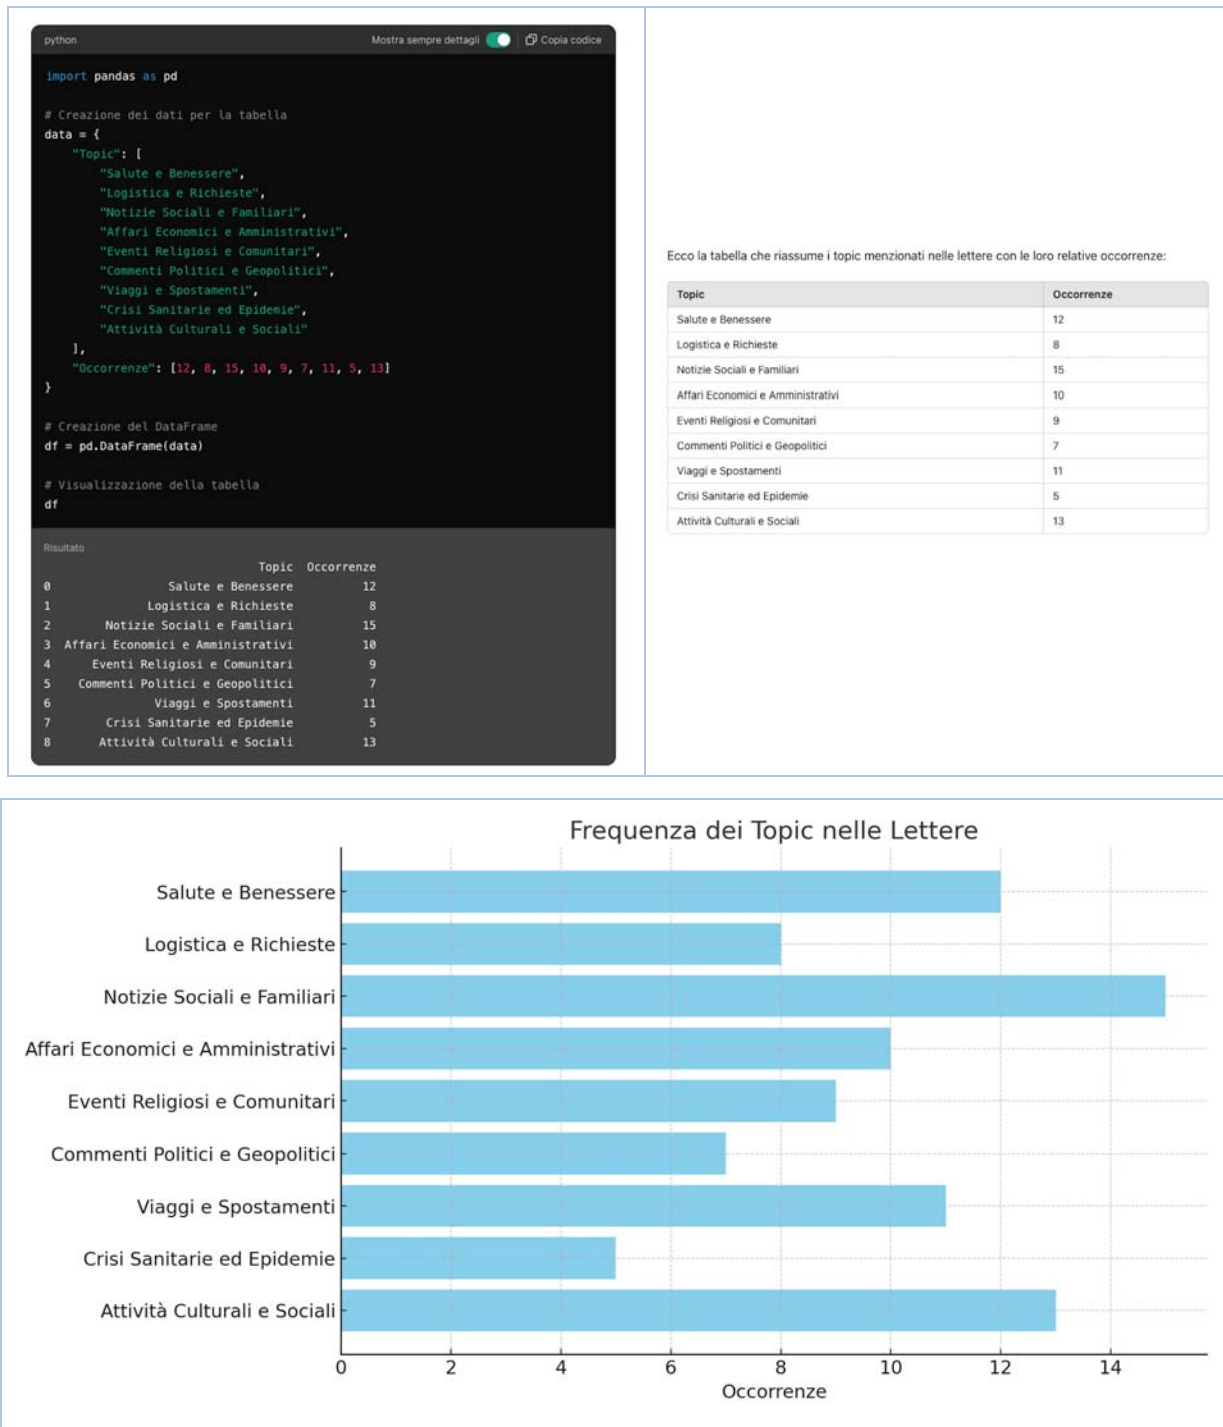 python Mostra sempre dettagli Copia codice
import pandas as pd
# Creazione dei dati per la tabella
data = {
"Topic": [
"Salute e Benessere",
"Logistica e Richieste",
"Notizie Sociali e Familiari",
"Affari Economici e Amministrativi",
"Eventi Religiosi e Comunitari",
"Commenti Politici e Geopolitici",
"Viaggi e Spostamenti",
"Crisi Sanitarie ed Epidemie",
"Attività Culturali e Sociali"
],
"Occorrenze": [12, 8, 15, 10, 9, 7, 11, 5, 13]
}
# Creazione del DataFrame
df = pd.DataFrame(data)
# Visualizzazione della tabella
df
Risultato
Topic Occorrenze
0 Salute e Benessere 12
1 Logistica e Richieste 8
2 Notizie Sociali e Familiari 15
3 Affari Economici e Amministrativi 10
4 Eventi Religiosi e Comunitari 9
5 Commenti Politici e Geopolitici 7
6 Viaggi e Spostamenti 11
7 Crisi Sanitarie ed Epidemie 5
8 Attività Culturali e Sociali 13
Ecco la tabella che riassume i topic menzionati nelle lettere con le loro relative occorrenze:
Topic Occorrenze
Salute e Benessere 12
Logistica e Richieste 8
Notizie Sociali e Familiari 15
Affari Economici e Amministrativi 10
Eventi Religiosi e Comunitari 9
Commenti Politici e Geopolitici 7
Viaggi e Spostamenti 11
Crisi Sanitarie ed Epidemie 5
Attività Culturali e Sociali 13
Frequenza dei Topic nelle Lettere
Salute e Benessere
Logistica e Richieste
Notizie Sociali e Familiari
Affari Economici e Amministrativi
Eventi Religiosi e Comunitari
Commenti Politici e Geopolitici
Viaggi e Spostamenti
Crisi Sanitarie ed Epidemie
Attività Culturali e Sociali
0 2 4 6 8 10 12 14
Occorrenze